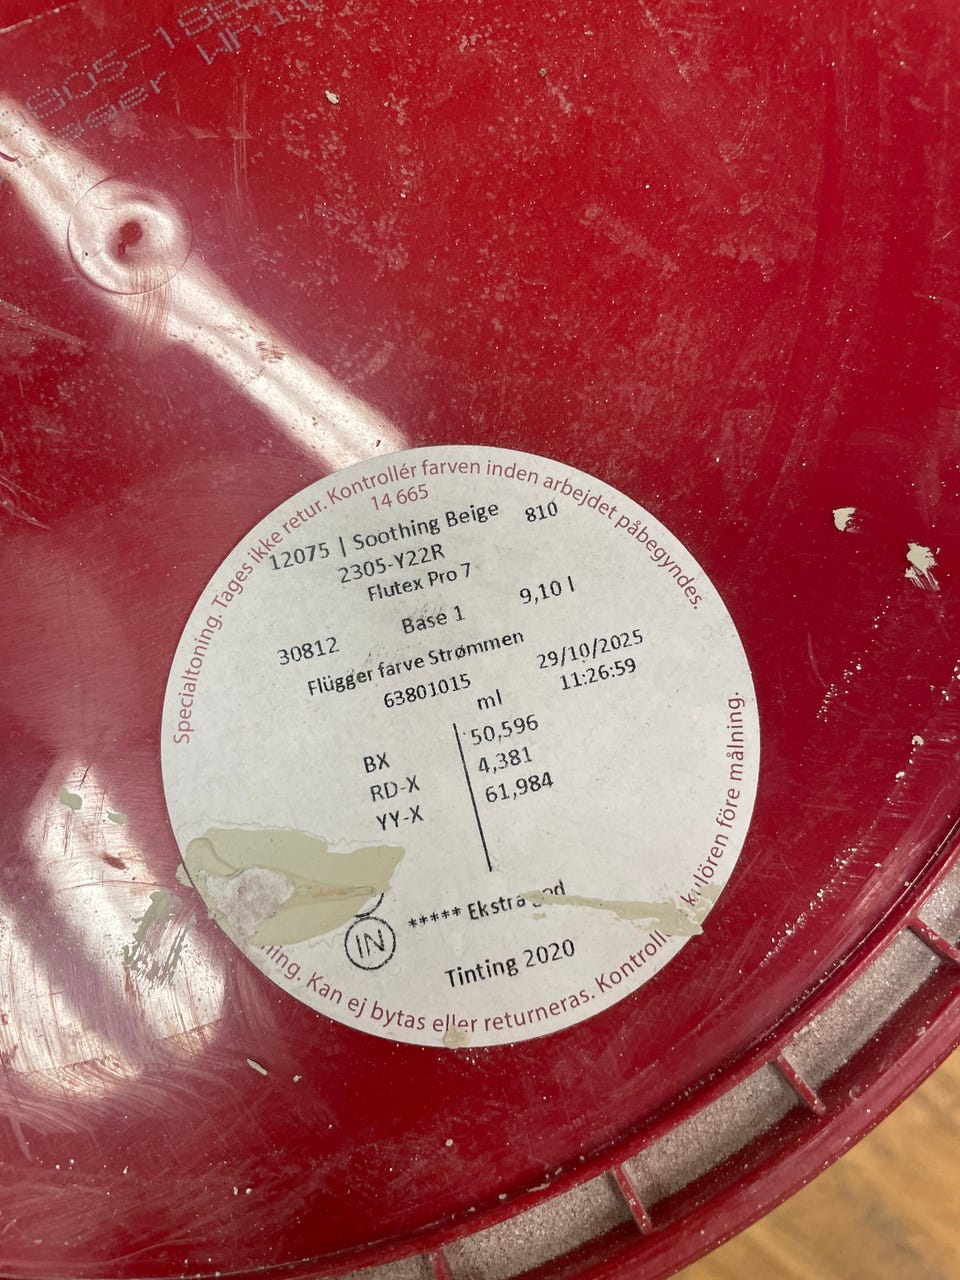 Specialtoning. Tages ikke retur. Kontrollér farven inden arbejdet påbegyndes.
14 665
12075 | Soothing Beige 810
2305-Y22R
Flutex Pro 7
30812 Base 1 9,10 l
Flügger farve Strømmen
63801015 29/10/2025
ml 11:26:59
BX 50,596
RD-X 4,381
YY-X 61,984
***** Ekstra
IN
Tinting 2020
Kan ej bytas eller returneras. Kontroll kulören före målning.